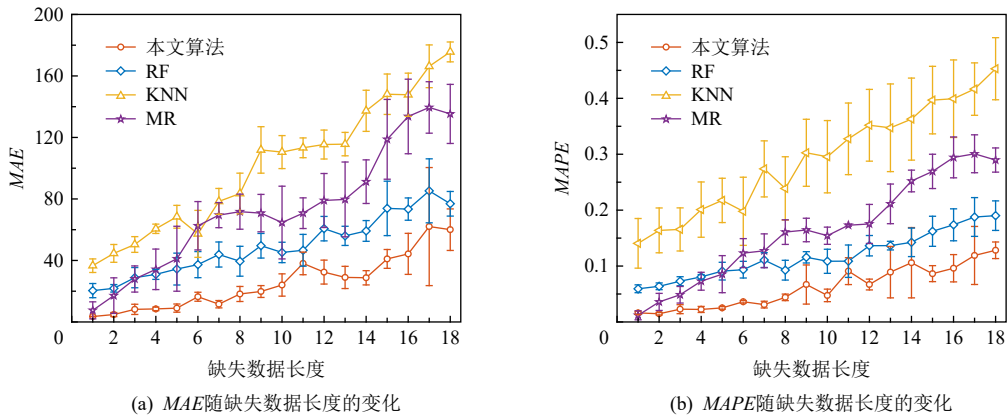 200
160
120
80
40
0
MAE
本文算法
RF
KNN
MR
2 4 6 8 10 12 14 16 18
缺失数据长度
(a) MAE随缺失数据长度的变化
0.5
0.4
0.3
0.2
0.1
0
MAPE
本文算法
RF
KNN
MR
2 4 6 8 10 12 14 16 18
缺失数据长度
(b) MAPE随缺失数据长度的变化